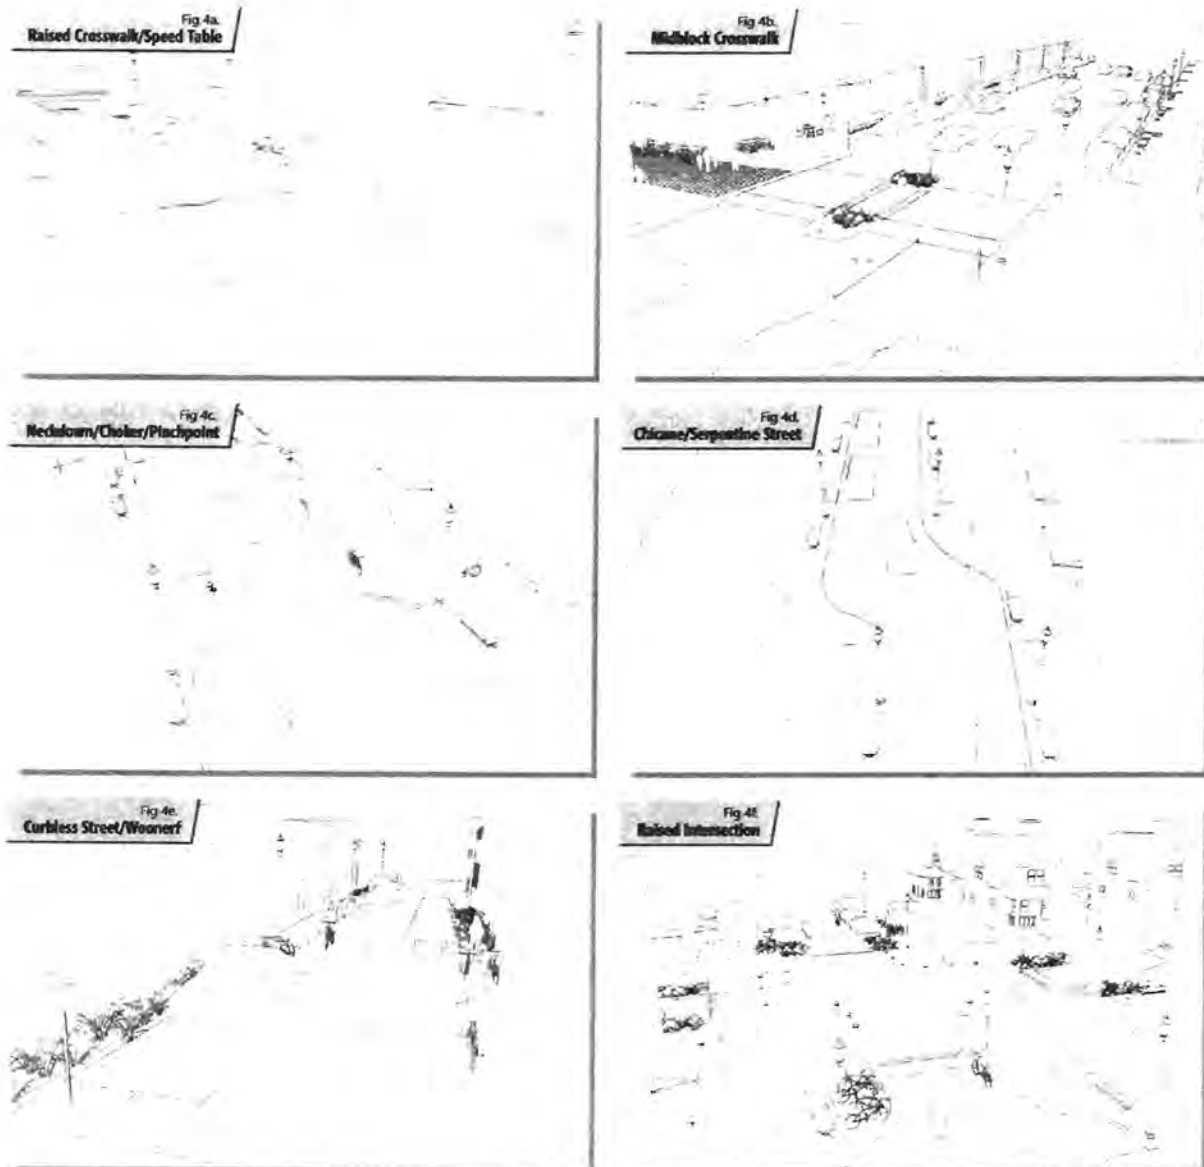 Fig 4a.
Raised Crosswalk/Speed Table
Fig 4b.
Midblock Crosswalk
Fig 4c.
Neckdown/Choker/Pinchpoint
Fig 4d.
Chicane/Serpentine Street
Fig 4e.
Curbless Street/Woonerf
Fig 4f.
Raised Intersection